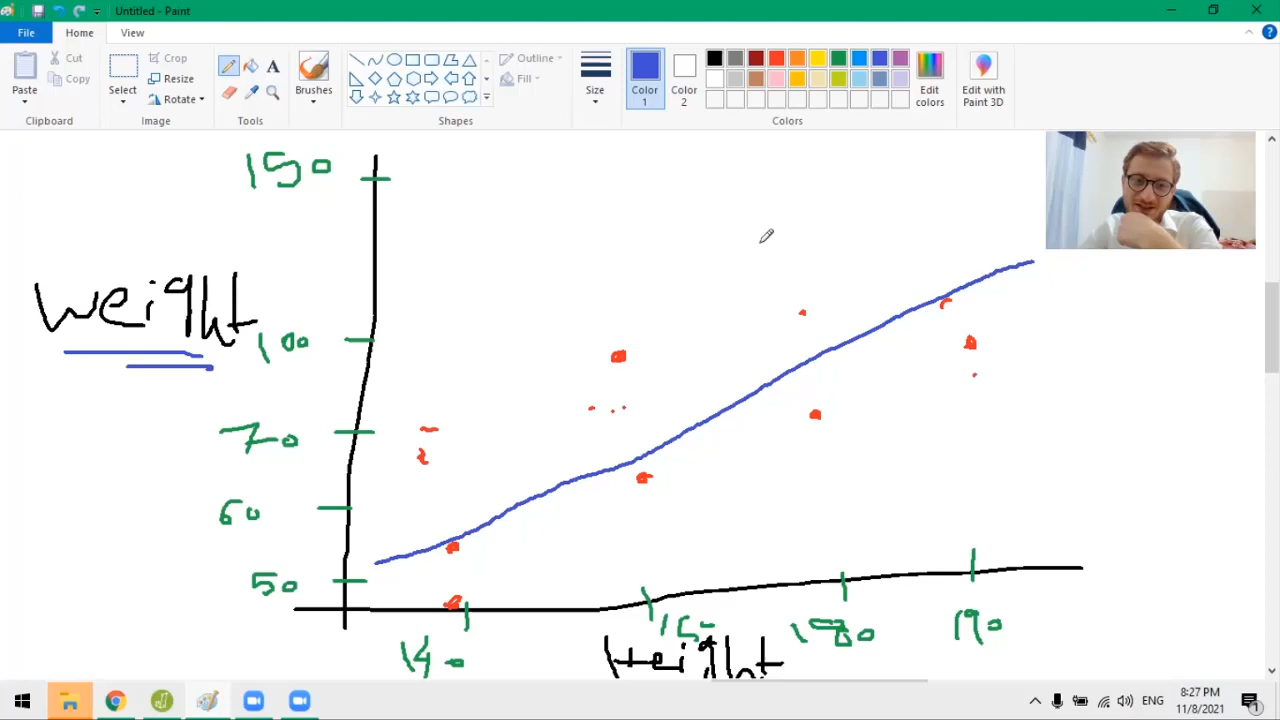 Untitled - Paint
File Home View
Cut
Copy
Paste
Crop
Resize
Rotate
Select
Brushes
Outline
Fill
Size
Color 1
Color 2
Edit colors
Edit with Paint 3D
Clipboard
Image
Tools
Shapes
Colors
150
weight
100
70
60
50
140
180
190
Height
ENG
8:27 PM
11/8/2021
1